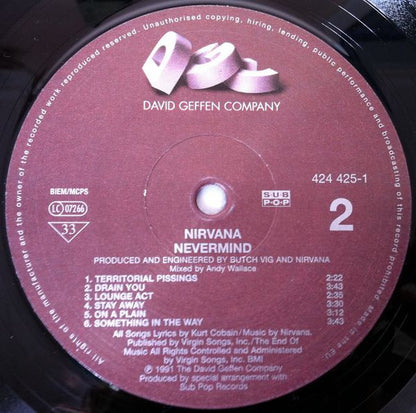 All rights of the manufacturer and the owner of the recorded work reproduced reserved. Unauthorised copying, hiring, lending, public performance and broadcasting of this record prohibited. Made in the EU
DAVID GEFFEN COMPANY
BIEM/MCPS
LC 07266
33
SUB
POP
424 425-1
2
NIRVANA
NEVERMIND
PRODUCED AND ENGINEERED BY BUTCH VIG AND NIRVANA
Mixed by Andy Wallace
1. TERRITORIAL PISSINGS 2:22
2. DRAIN YOU 3:43
3. LOUNGE ACT 2:35
4. STAY AWAY 3:30
5. ON A PLAIN 3:12
6. SOMETHING IN THE WAY 3:43
All Songs Lyrics by Kurt Cobain/Music by Nirvana.
Published by Virgin Songs, Inc./The End Of
Music All Rights Controlled and Administered
by Virgin Songs, Inc. BMI
℗ 1991 The David Geffen Company
Produced by special arrangement with
Sub Pop Records